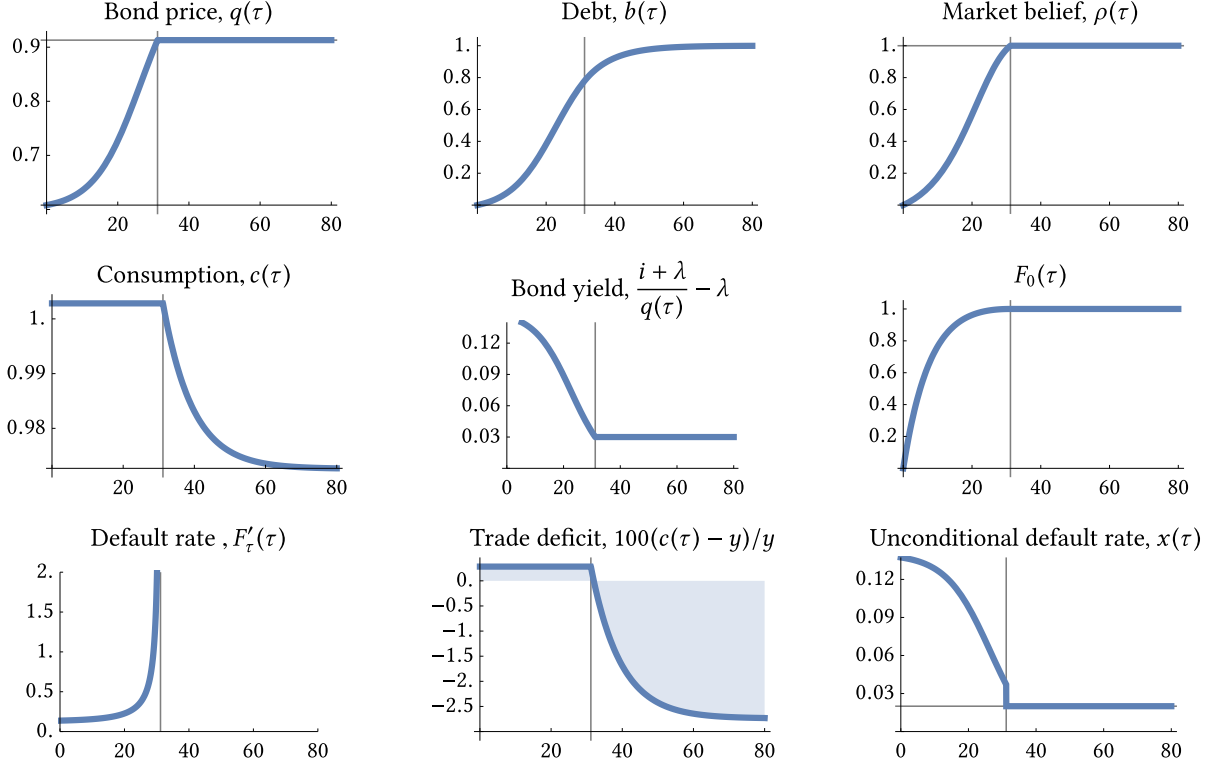 Bond price, q(τ)
0.9
0.8
0.7
20 40 60 80
Debt, b(τ)
1.
0.8
0.6
0.4
0.2
20 40 60 80
Market belief, ρ(τ)
1.
0.8
0.6
0.4
0.2
20 40 60 80
Consumption, c(τ)
1.
0.99
0.98
20 40 60 80
Bond yield, (i + λ)/q(τ) − λ
0.12
0.09
0.06
0.03
0 20 40 60 80
F₀(τ)
1.
0.8
0.6
0.4
0.2
20 40 60 80
Default rate , F′τ(τ)
2.
1.5
1.
0.5
0.
0 20 40 60 80
Trade deficit, 100(c(τ) − y)/y
0.
−0.5
−1.
−1.5
−2.
−2.5
20 40 60 80
Unconditional default rate, x(τ)
0.12
0.09
0.06
0.03
0 20 40 60 80